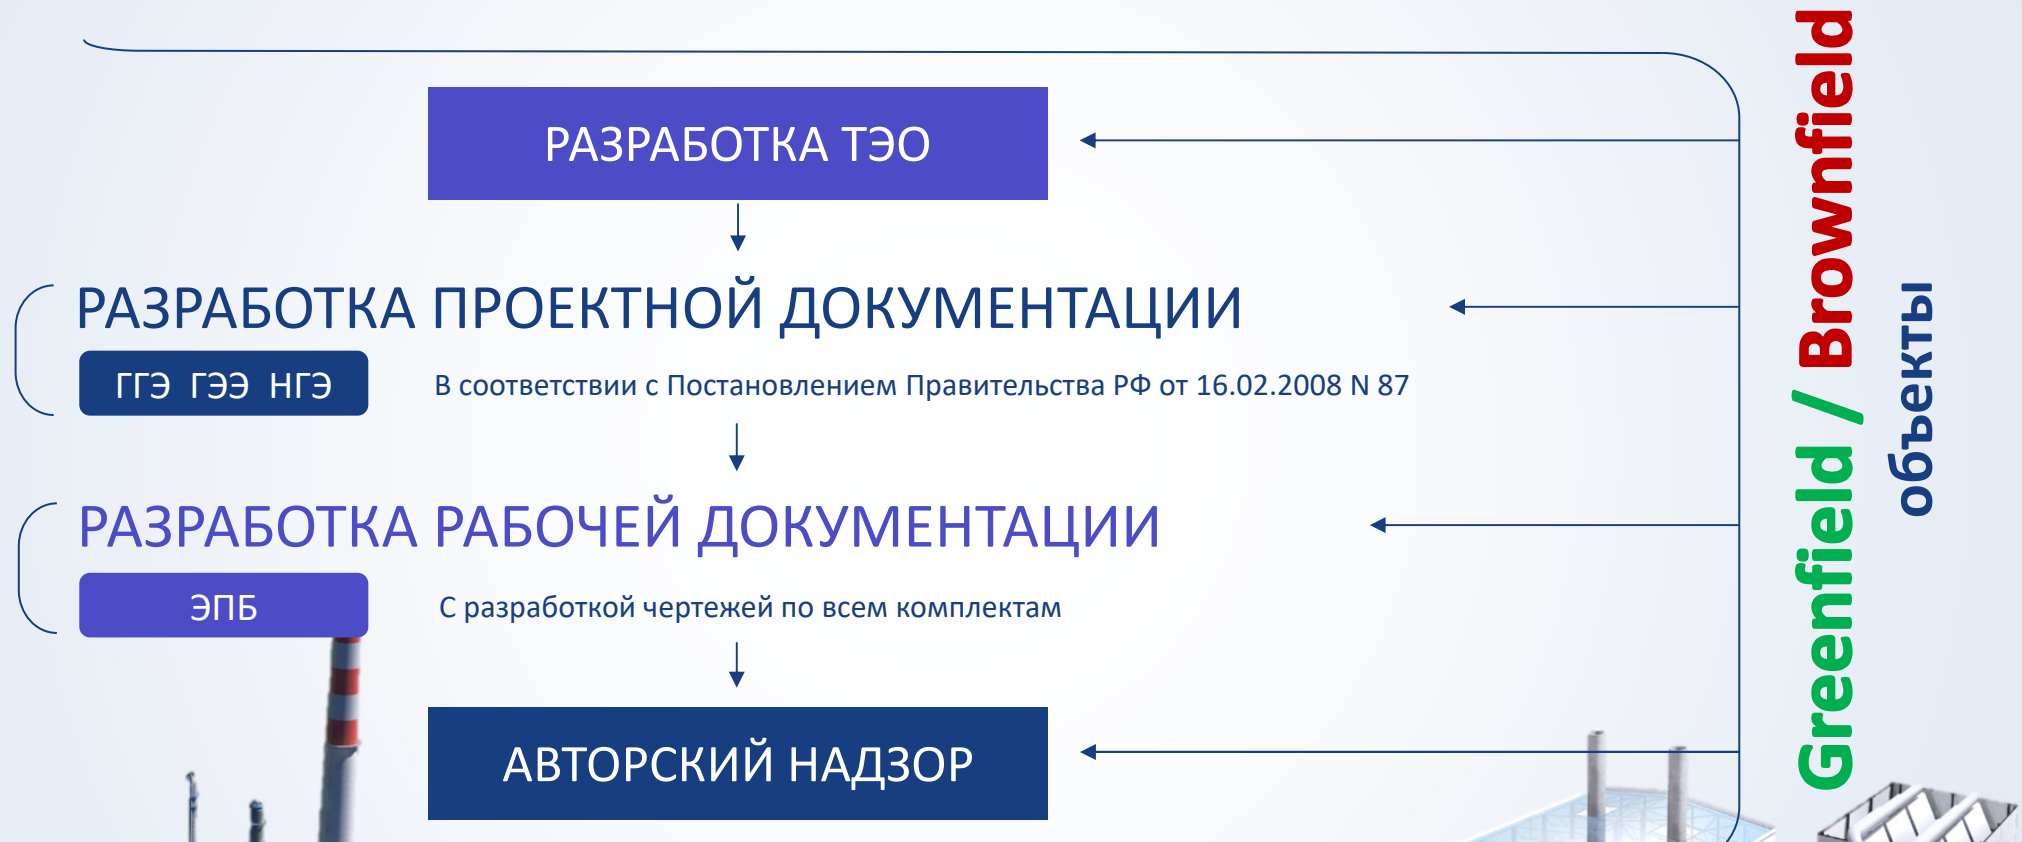 РАЗРАБОТКА ТЭО
РАЗРАБОТКА ПРОЕКТНОЙ ДОКУМЕНТАЦИИ
ГГЭ ГЭЭ НГЭ
В соответствии с Постановлением Правительства РФ от 16.02.2008 N 87
РАЗРАБОТКА РАБОЧЕЙ ДОКУМЕНТАЦИИ
ЭПБ
С разработкой чертежей по всем комплектам
АВТОРСКИЙ НАДЗОР
Greenfield / Brownfield
объекты